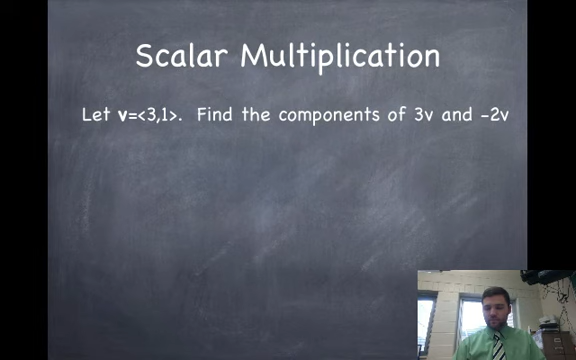 Scalar Multiplication
Let v=<3,1>. Find the components of 3v and -2v